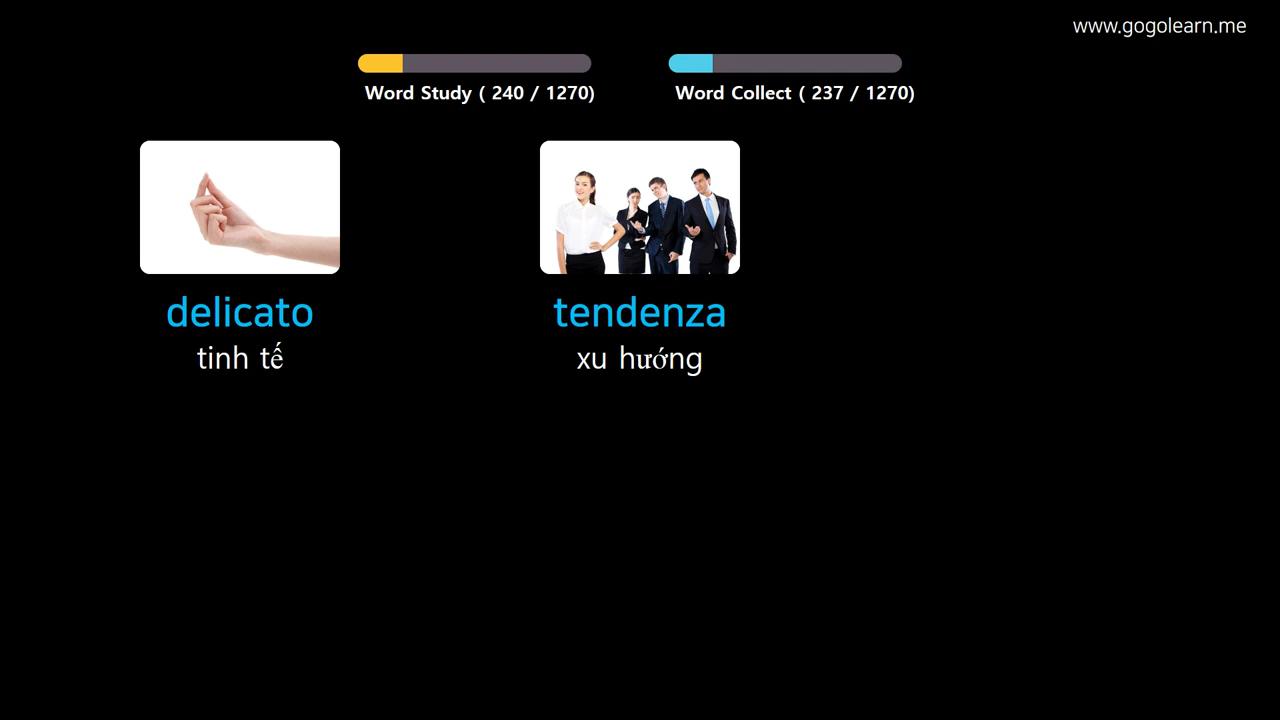 www.gogolearn.me
Word Study ( 240 / 1270)
Word Collect ( 237 / 1270)
delicato
tinh tế
tendenza
xu hướng